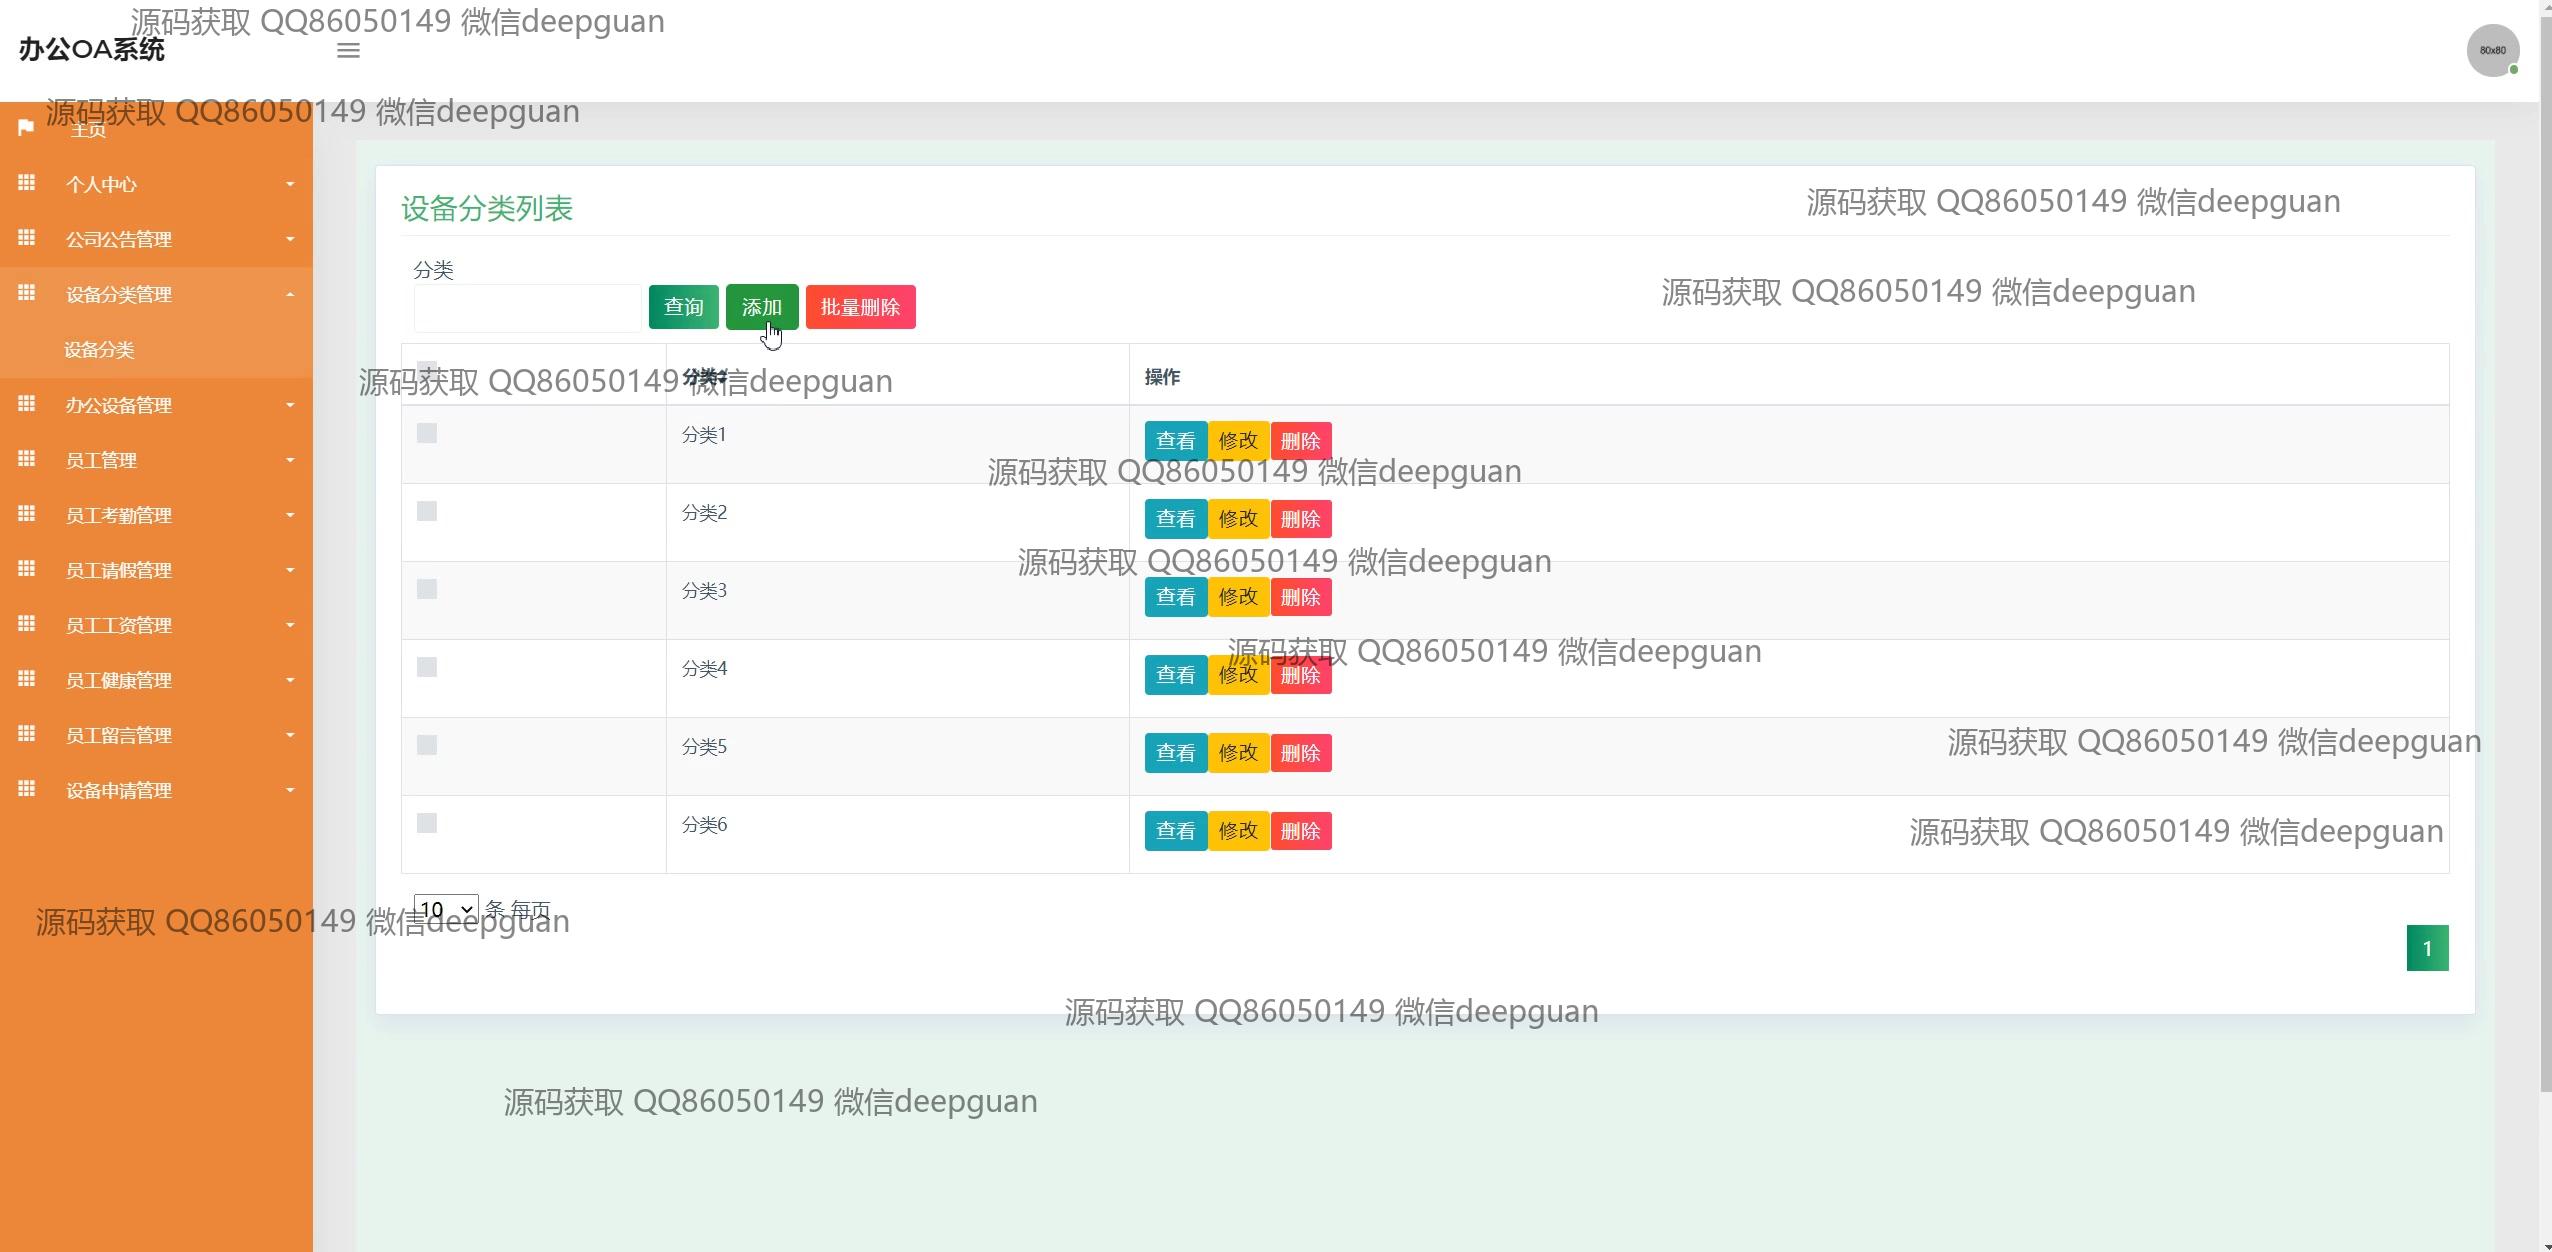 源码获取 QQ86050149 微信deepguan
办公OA系统
80x80
源码获取 QQ86050149 微信deepguan
主页
个人中心
公司公告管理
设备分类管理
设备分类
办公设备管理
员工管理
员工考勤管理
员工请假管理
员工工资管理
员工健康管理
员工留言管理
设备申请管理
设备分类列表
源码获取 QQ86050149 微信deepguan
分类
源码获取 QQ86050149 微信deepguan
查询 添加 批量删除
分类 操作
源码获取 QQ86050149 微信deepguan
分类1 查看 修改 删除
源码获取 QQ86050149 微信deepguan
分类2 查看 修改 删除
源码获取 QQ86050149 微信deepguan
分类3 查看 修改 删除
源码获取 QQ86050149 微信deepguan
分类4 查看 修改 删除
源码获取 QQ86050149 微信deepguan
分类5 查看 修改 删除
分类6 查看 修改 删除
源码获取 QQ86050149 微信deepguan
10 条 每页
源码获取 QQ86050149 微信deepguan
1
源码获取 QQ86050149 微信deepguan
源码获取 QQ86050149 微信deepguan